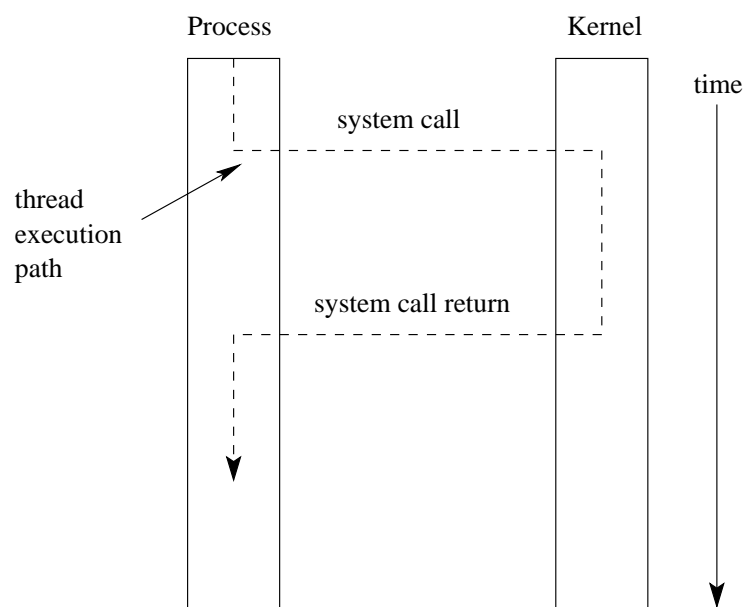 Process
Kernel
time
system call
thread
execution
path
system call return